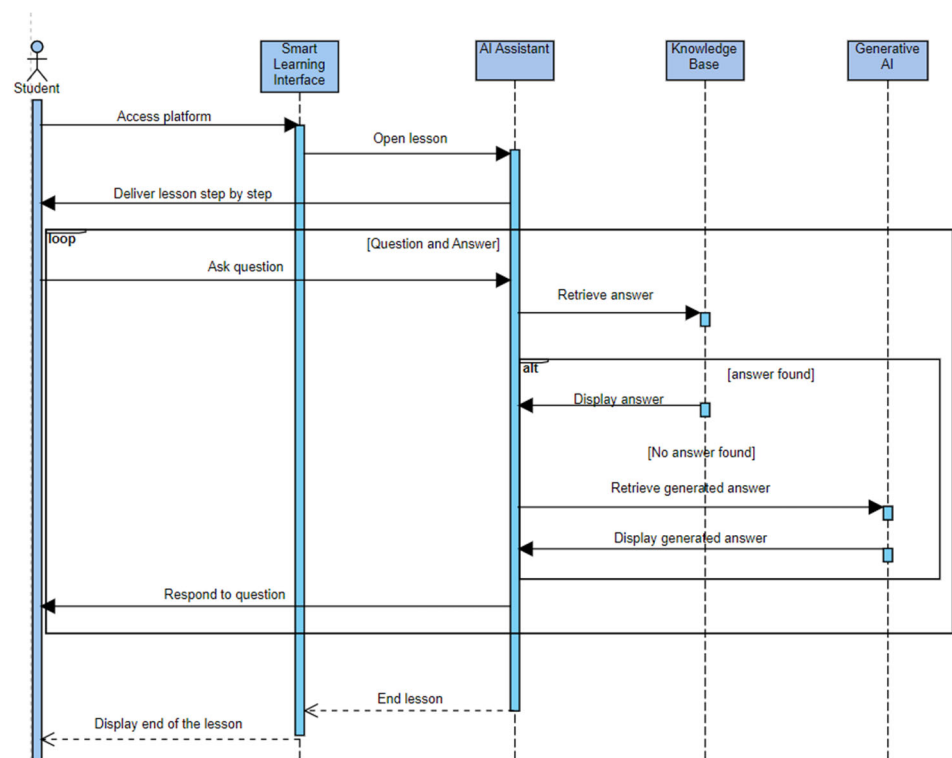 Student
Smart
Learning
Interface
AI Assistant
Knowledge
Base
Generative
AI
Access platform
Open lesson
Deliver lesson step by step
loop
[Question and Answer]
Ask question
Retrieve answer
alt
[answer found]
Display answer
[No answer found]
Retrieve generated answer
Display generated answer
Respond to question
End lesson
Display end of the lesson